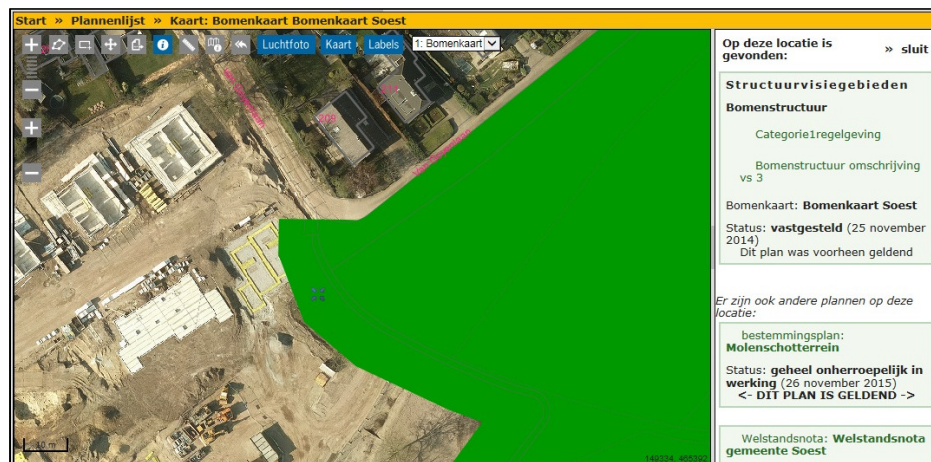 Start » Plannenlijst » Kaart: Bomenkaart Bomenkaart Soest
Luchtfoto Kaart Labels 1: Bomenkaart
209
10 m
149334, 465392
Op deze locatie is
gevonden:
» sluit
Structuurvisiegebieden
Bomenstructuur
Categorie1regelgeving
Bomenstructuur omschrijving
vs 3
Bomenkaart: Bomenkaart Soest
Status: vastgesteld (25 november
2014)
Dit plan was voorheen geldend
Er zijn ook andere plannen op deze
locatie:
bestemmingsplan:
Molenschotterrein
Status: geheel onherroepelijk in
werking (26 november 2015)
<- DIT PLAN IS GELDEND ->
Welstandsnota: Welstandsnota
gemeente Soest